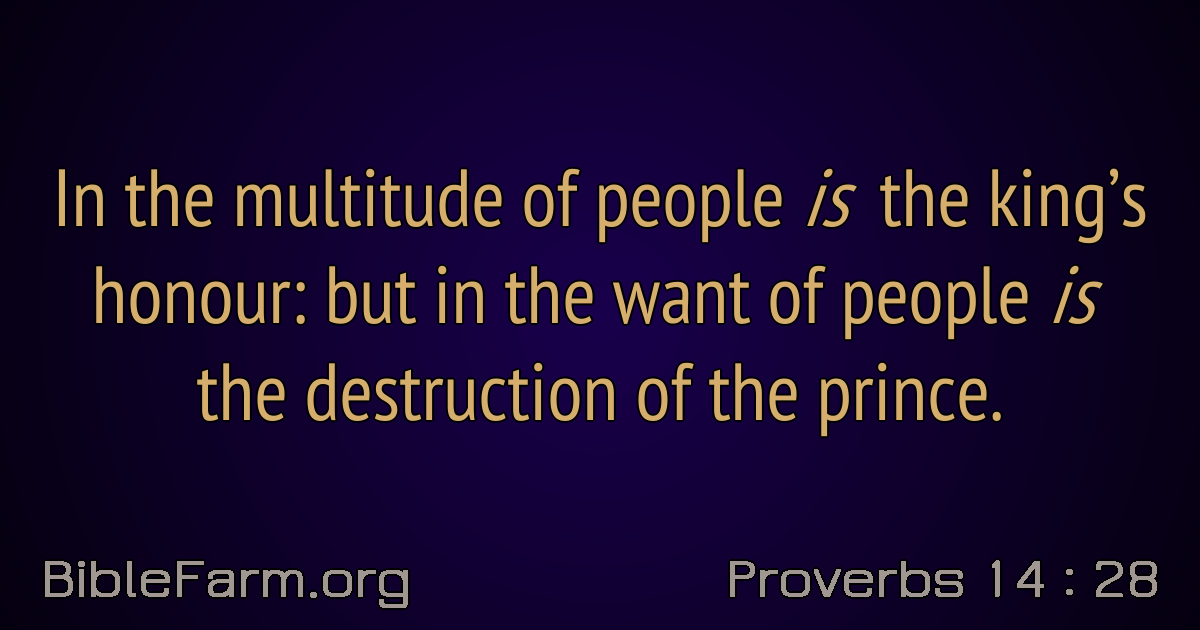 In the multitude of people is the king’s
honour: but in the want of people is
the destruction of the prince.
BibleFarm.org
Proverbs 14 : 28